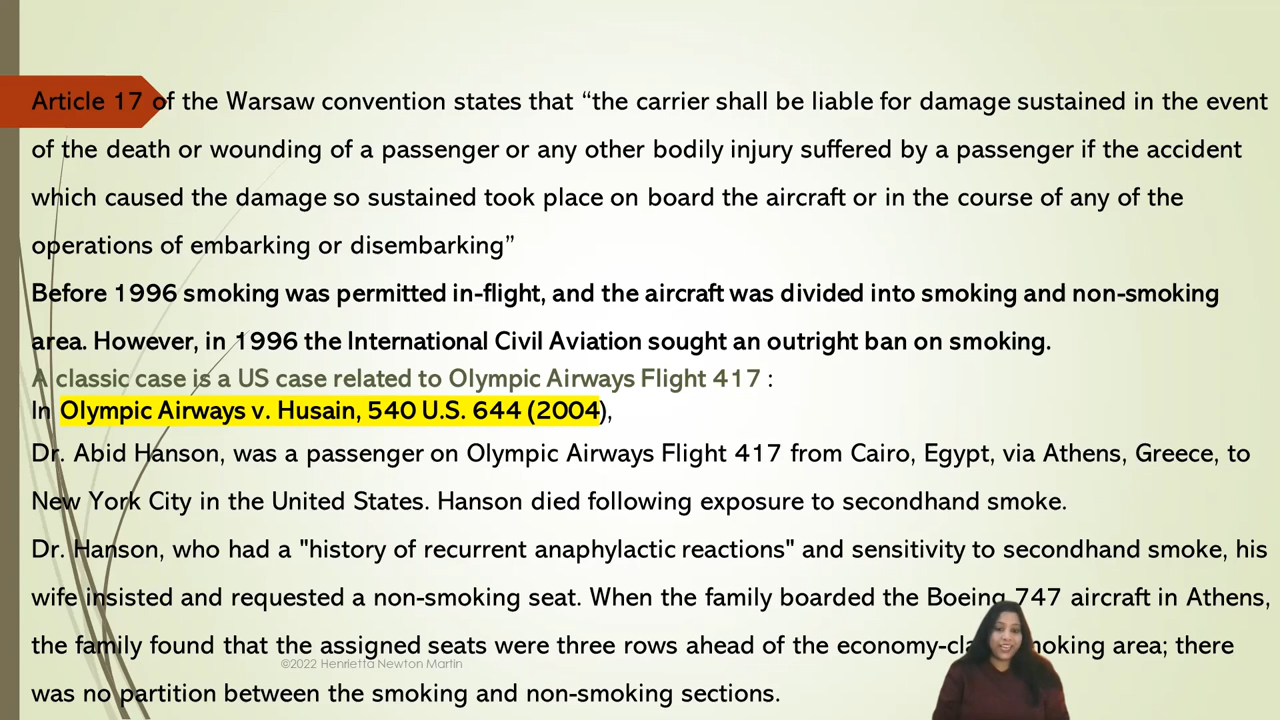 Article 17 of the Warsaw convention states that “the carrier shall be liable for damage sustained in the event
of the death or wounding of a passenger or any other bodily injury suffered by a passenger if the accident
which caused the damage so sustained took place on board the aircraft or in the course of any of the
operations of embarking or disembarking”
Before 1996 smoking was permitted in-flight, and the aircraft was divided into smoking and non-smoking
area. However, in 1996 the International Civil Aviation sought an outright ban on smoking.
A classic case is a US case related to Olympic Airways Flight 417 :
In Olympic Airways v. Husain, 540 U.S. 644 (2004),
Dr. Abid Hanson, was a passenger on Olympic Airways Flight 417 from Cairo, Egypt, via Athens, Greece, to
New York City in the United States. Hanson died following exposure to secondhand smoke.
Dr. Hanson, who had a "history of recurrent anaphylactic reactions" and sensitivity to secondhand smoke, his
wife insisted and requested a non-smoking seat. When the family boarded the Boeing 747 aircraft in Athens,
the family found that the assigned seats were three rows ahead of the area; there
©2022 Henrietta Newton Martin
was no partition between the smoking and non-smoking sections.